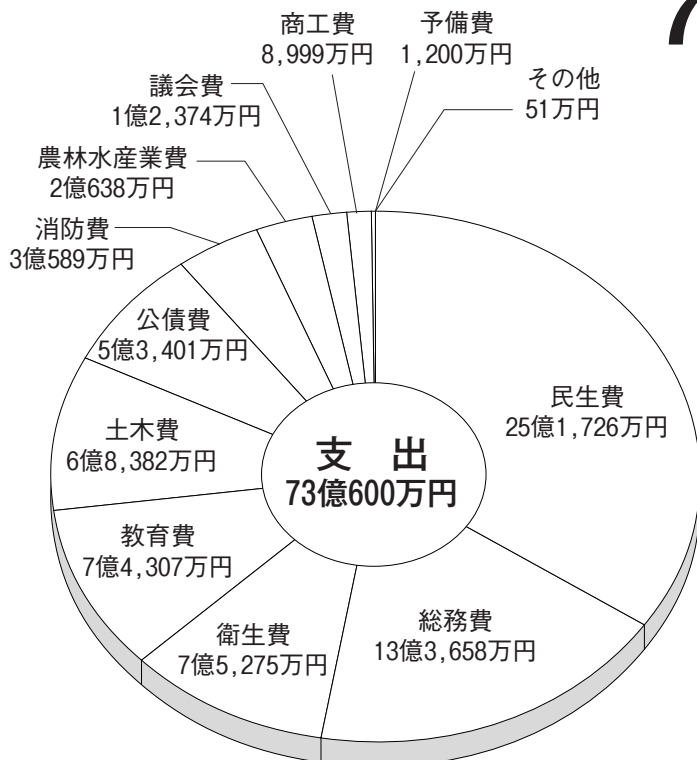 商工費
8,999万円
予備費
1,200万円
その他
51万円
議会費
1億2,374万円
農林水産業費
2億638万円
消防費
3億589万円
公債費
5億3,401万円
民生費
25億1,726万円
土木費
6億8,382万円
支　出
73億600万円
教育費
7億4,307万円
衛生費
7億5,275万円
総務費
13億3,658万円